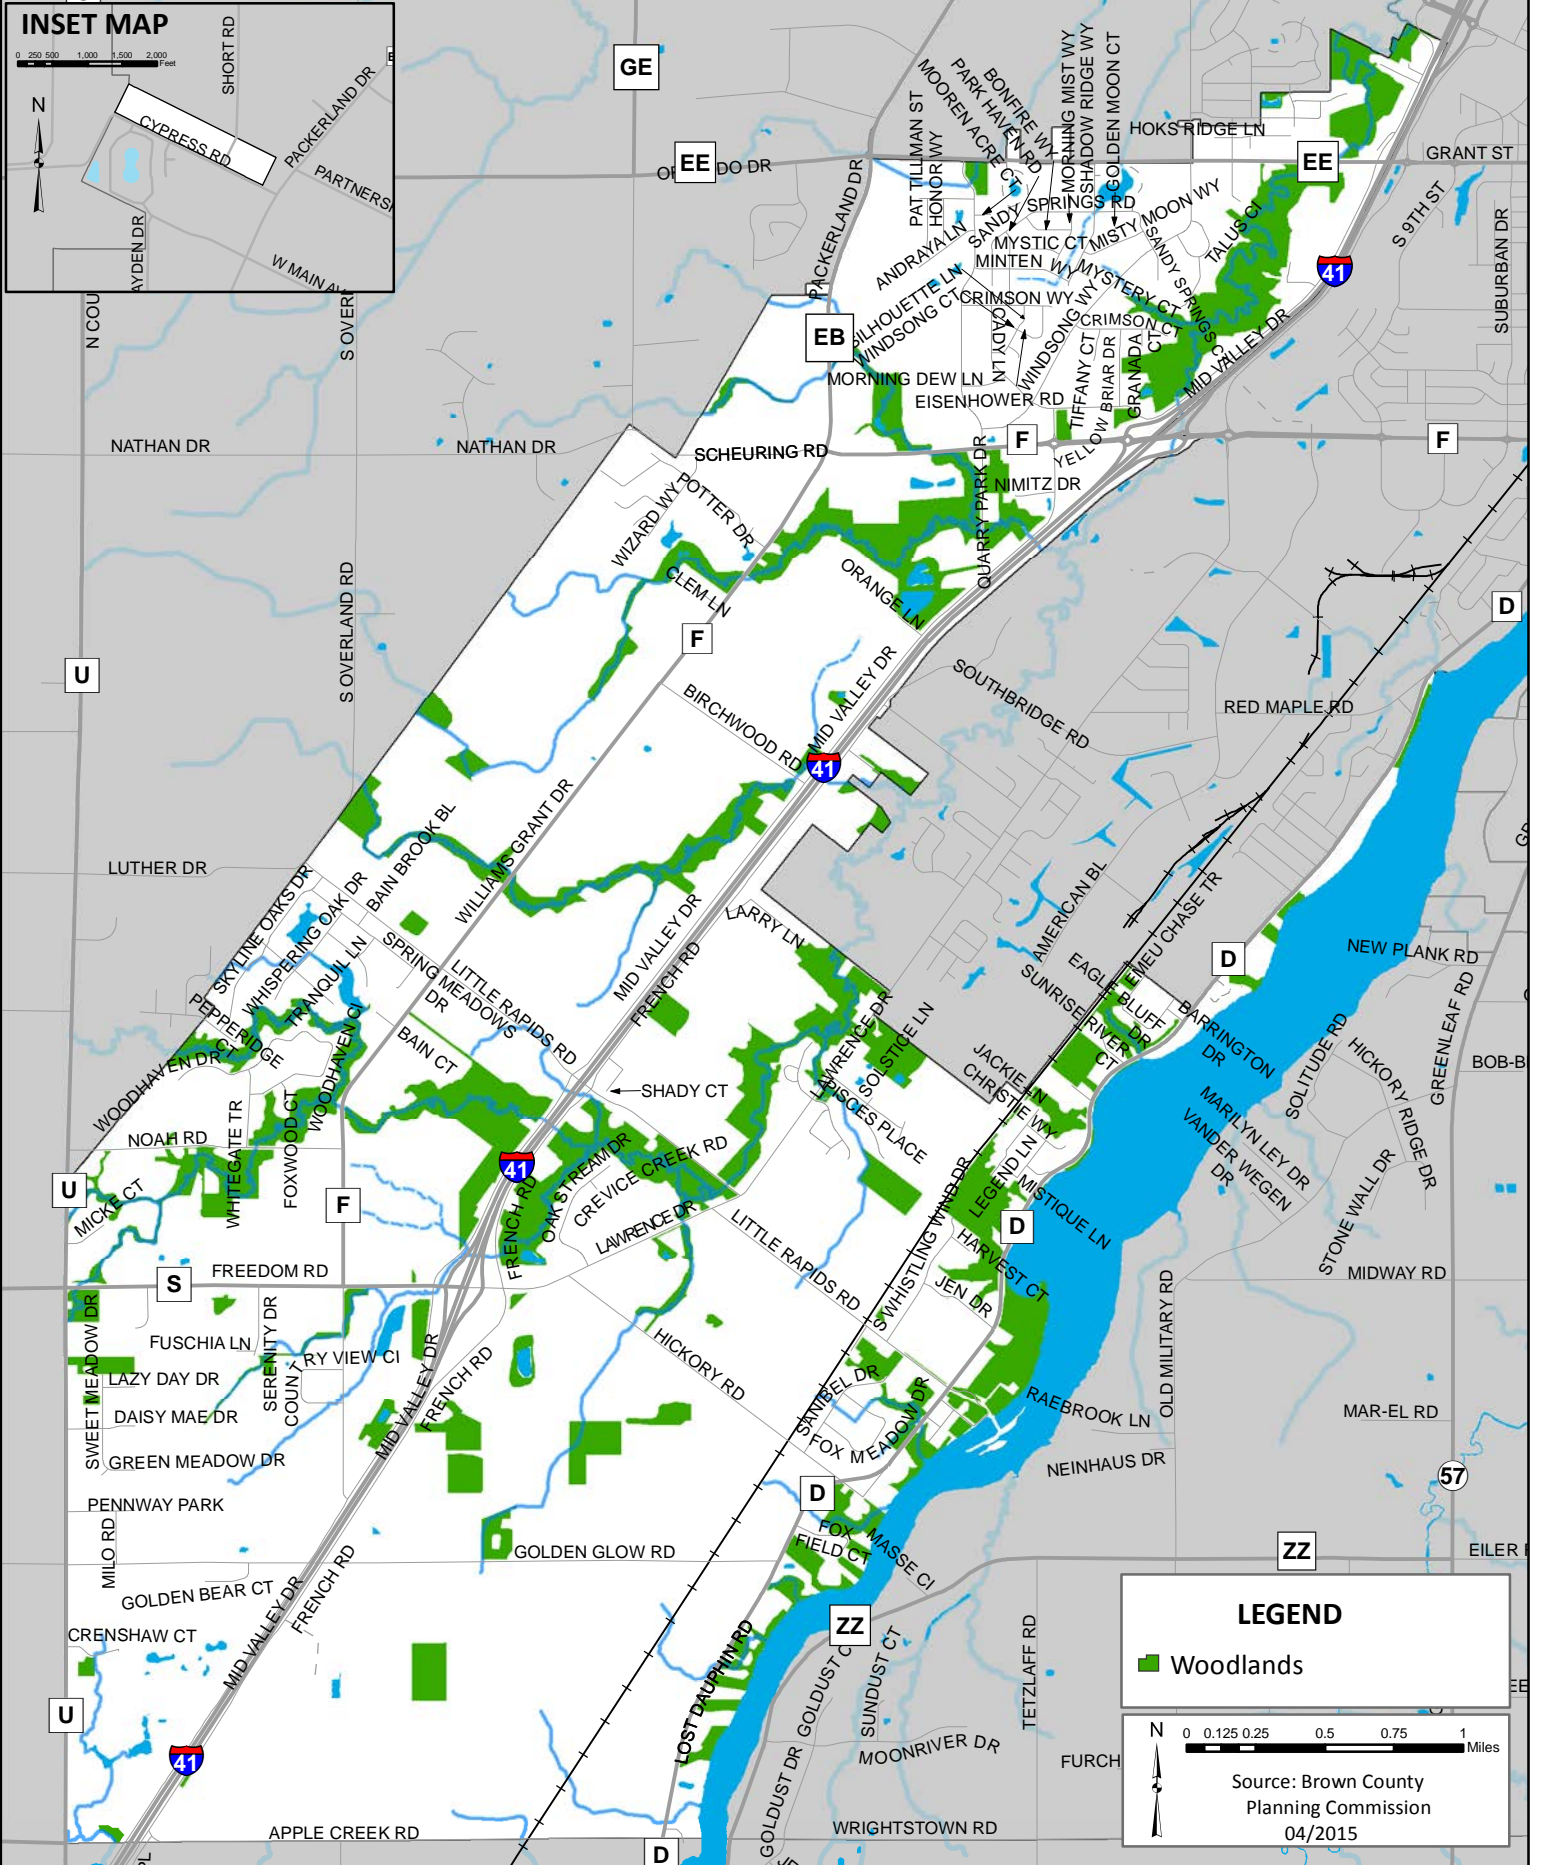 INSET MAP
0 250 500 1,000 1,500 2,000
Feet
N
SHORT RD
CYPRESS RD
PACKERLAND DR
W MAIN
GE
EE
DO DR
PACKERLAND DR
PAT TILLMAN ST
HONOR WY
MOOREN ACRE CT
PARK HAVEN RD
BONFIRE WY
MORNING MIST WY
SHADOW RIDGE WY
GOLDEN MOON CT
HOKS RIDGE LN
EE
GRANT ST
S 9TH ST
SUBURBAN DR
SANDY SPRINGS RD
ANDRAYA LN
MYSTIC CT
MISTY MOON WY
MINTEN WY
MYSTERY CT
SANDY SPRINGS CT
TALUS CI
41
SILHOUETTE LN
WINDSONG CT
CRIMSON WY
CADY LN
WINDSONG WY
CRIMSON CT
TIFFANY CT
YELLOW BRIAR DR
GRANADA CT
MID VALLEY DR
EB
MORNING DEW LN
EISENHOWER RD
N COU
S OVER
NATHAN DR
NATHAN DR
SCHEURING RD
F
F
QUARRY PARK DR
NIMITZ DR
WIZARD WY
POTTER DR
CLEM LN
ORANGE LN
F
U
S OVERLAND RD
D
BIRCHWOOD RD
MID VALLEY DR
41
SOUTHBRIDGE RD
RED MAPLE RD
LUTHER DR
SKYLINE OAKS DR
WHISPERING OAK DR
BAIN BROOK BL
WILLIAMS GRANT DR
TRANQUIL LN
SPRING MEADOWS DR
LITTLE RAPIDS RD
MID VALLEY DR
FRENCH RD
LARRY LN
AMERICAN BL
LEMEU CHASE TR
EAGLE BLUFF DR
SUNRISE RIVER CT
BARRINGTON DR
D
NEW PLANK RD
GREENLEAF RD
SOLITUDE RD
HICKORY RIDGE DR
PEPPERIDGE CT
WOODHAVEN DR
WOODHAVEN CI
BAIN CT
SHADY CT
LAWRENCE DR
SOLSTICE LN
PISCES PLACE
JACKIE LN
CHRISTIE WY
MARILYN LEY DR
VANDER WEGEN DR
STONE WALL DR
NOAH RD
WHITEGATE TR
FOXWOOD CT
U
MICKE CT
F
41
FRENCH RD
OAK STREAM DR
CREVICE CREEK RD
LAWRENCE DR
LITTLE RAPIDS RD
S WHISTLING WIND DR
LEGEND LN
MISTIQUE LN
D
HARVEST CT
JEN DR
FREEDOM RD
S
OLD MILITARY RD
MIDWAY RD
SWEET MEADOW DR
FUSCHIA LN
SERENITY DR
LAZY DAY DR
DAISY MAE DR
GREEN MEADOW DR
MID VALLEY DR
FRENCH RD
HICKORY RD
SANIBEL DR
FOX MEADOW DR
RAEBROOK LN
NEINHAUS DR
MAR-EL RD
57
PENNWAY PARK
MILO RD
D
FOX FIELD CT
MASSE CI
GOLDEN GLOW RD
ZZ
EILER
GOLDEN BEAR CT
MID VALLEY DR
FRENCH RD
CRENSHAW CT
ZZ
LOST DAUPHIN RD
GOLDUST C
SUNDUST CT
TETZLAFF RD
U
41
GOLDUST DR
MOONRIVER DR
FURCH
APPLE CREEK RD
D
WRIGHTSTOWN RD
LEGEND
Woodlands
N
0 0.125 0.25 0.5 0.75 1
Miles
Source: Brown County
Planning Commission
04/2015